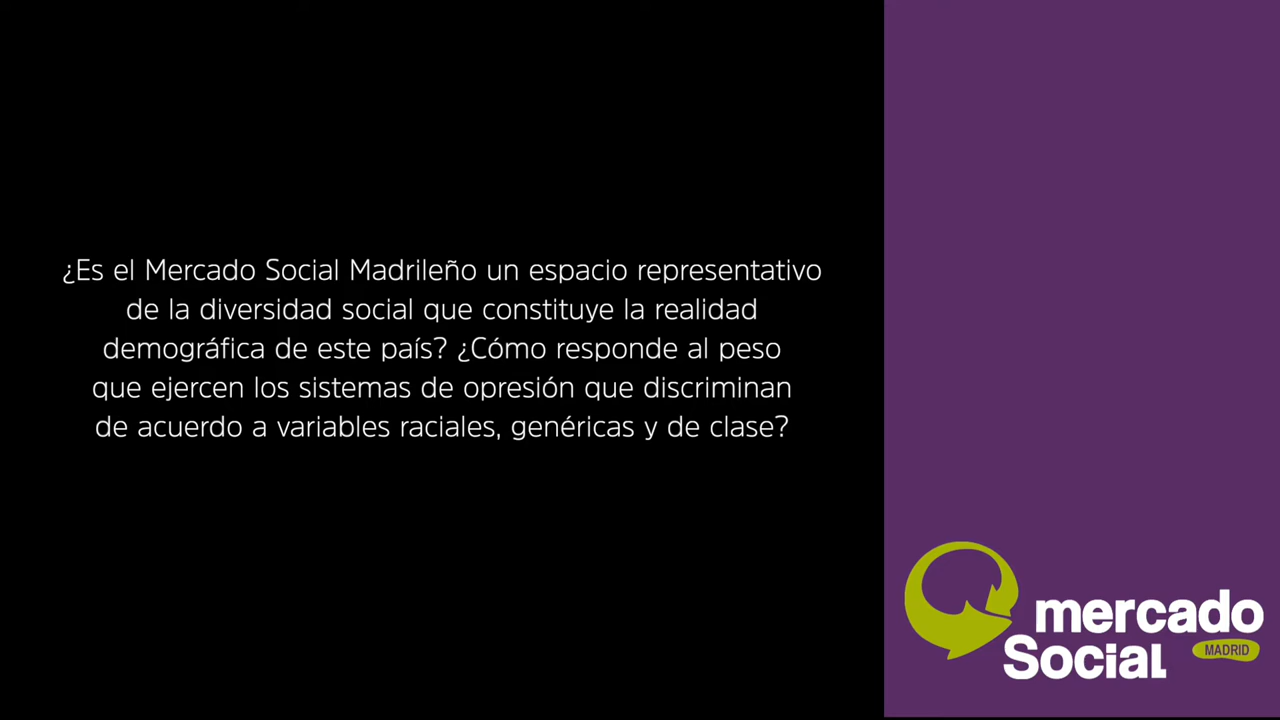 ¿Es el Mercado Social Madrileño un espacio representativo
de la diversidad social que constituye la realidad
demográfica de este país? ¿Cómo responde al peso
que ejercen los sistemas de opresión que discriminan
de acuerdo a variables raciales, genéricas y de clase?
mercado
Social
MADRID